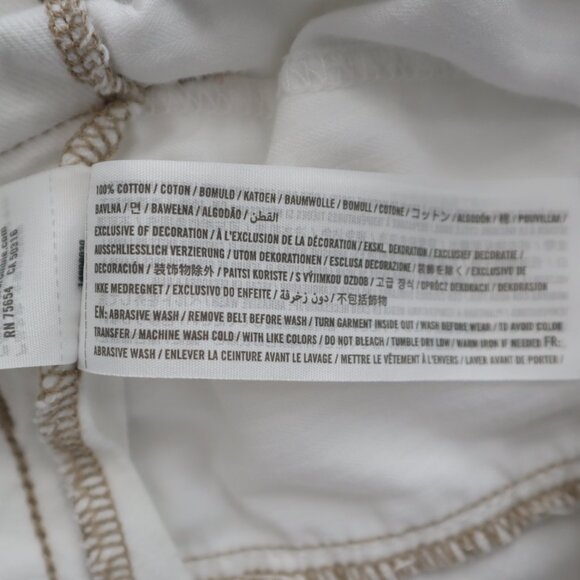 100% COTTON / COTON / BOMULD / KATOEN / BAUMWOLLE / BOMULL / COTONE / コットン / ALGODÓN / 棉 / PUUVILLAA /
BAVLNA / 면 / BAWEŁNA / ALGODÃO / القطن /
EXCLUSIVE OF DECORATION / À L'EXCLUSION DE LA DÉCORATION / EKSKL. DEKORATION / EXCLUSIEF DECORATIE /
AUSSCHLIESSLICH VERZIERUNG / UTOM DEKORATIONEN / ESCLUSA DECORAZIONE / 装飾を除く / EXCLUSIVO DE
DECORACIÓN / 装饰物除外 / PAITSI KORISTE / S VÝJIMKOU OZDOB / 고급 장식 / OPRÓCZ DEKORACJI / DEKORASJON
IKKE MEDREGNET / EXCLUSIVO DO ENFEITE / دون زخرفة / 不包括飾物
EN: ABRASIVE WASH / REMOVE BELT BEFORE WASH / TURN GARMENT INSIDE OUT / WASH BEFORE WEAR / TO AVOID COLOR
TRANSFER / MACHINE WASH COLD / WITH LIKE COLORS / DO NOT BLEACH / TUMBLE DRY LOW / WARM IRON IF NEEDED FR:
ABRASIVE WASH / ENLEVER LA CEINTURE AVANT LE LAVAGE / METTRE LE VÊTEMENT À L'ENVERS / LAVER AVANT DE PORTER /
RN 75654 CA 50216